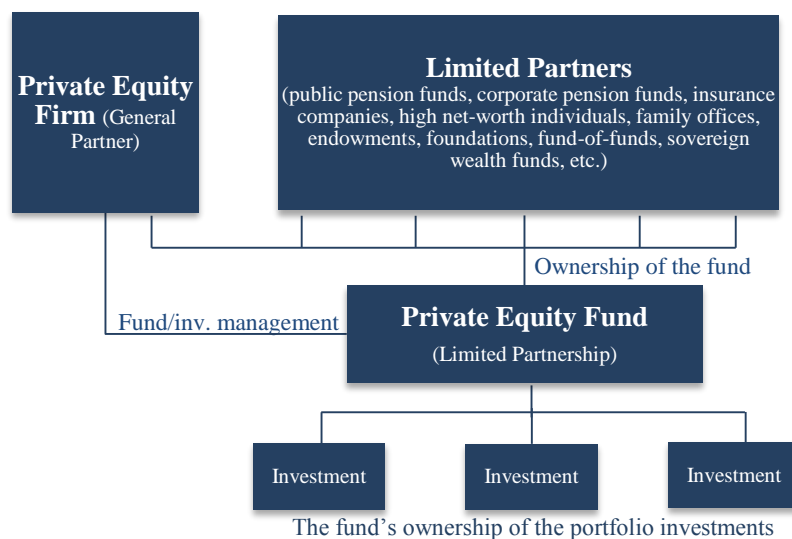 Private Equity
Firm (General
Partner)
Limited Partners
(public pension funds, corporate pension funds, insurance
companies, high net-worth individuals, family offices,
endowments, foundations, fund-of-funds, sovereign
wealth funds, etc.)
Ownership of the fund
Fund/inv. management
Private Equity Fund
(Limited Partnership)
Investment
Investment
Investment
The fund’s ownership of the portfolio investments